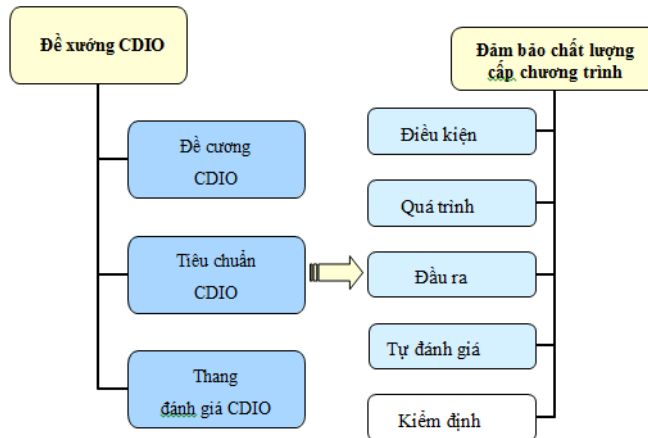 Đề xướng CDIO
Đề cương
CDIO
Tiêu chuẩn
CDIO
Thang
đánh giá CDIO
Đảm bảo chất lượng
cấp chương trình
Điều kiện
Quá trình
Đầu ra
Tự đánh giá
Kiểm định